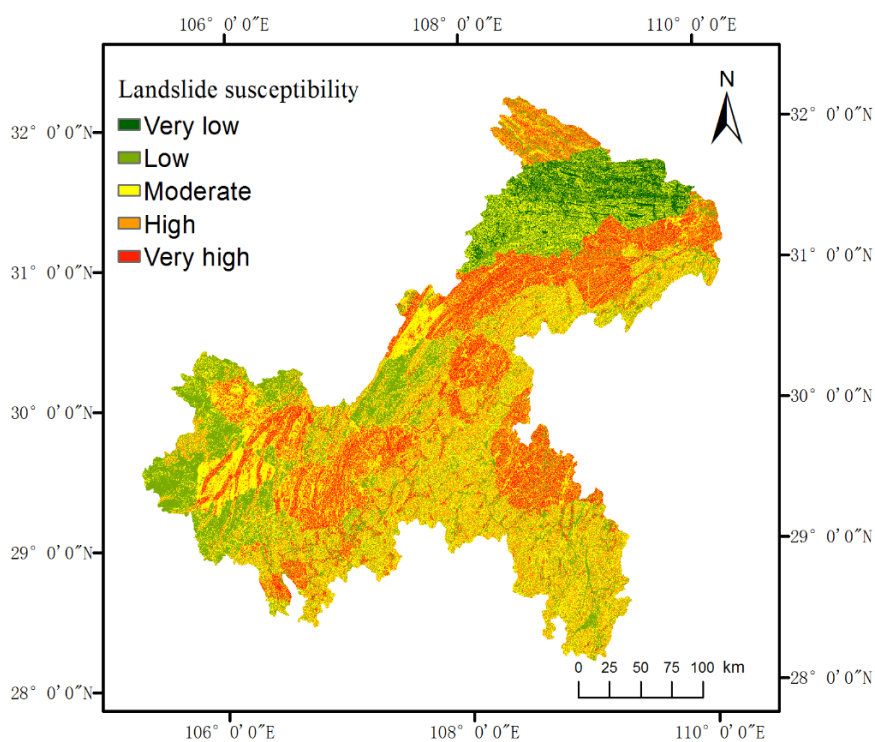 106° 0′0″E 108° 0′0″E 110° 0′0″E
Landslide susceptibility
Very low
Low
Moderate
High
Very high
N
32° 0′0″N
31° 0′0″N
30° 0′0″N
29° 0′0″N
28° 0′0″N
32° 0′0″N
31° 0′0″N
30° 0′0″N
29° 0′0″N
28° 0′0″N
0 25 50 75 100 km
106° 0′0″E 108° 0′0″E 110° 0′0″E